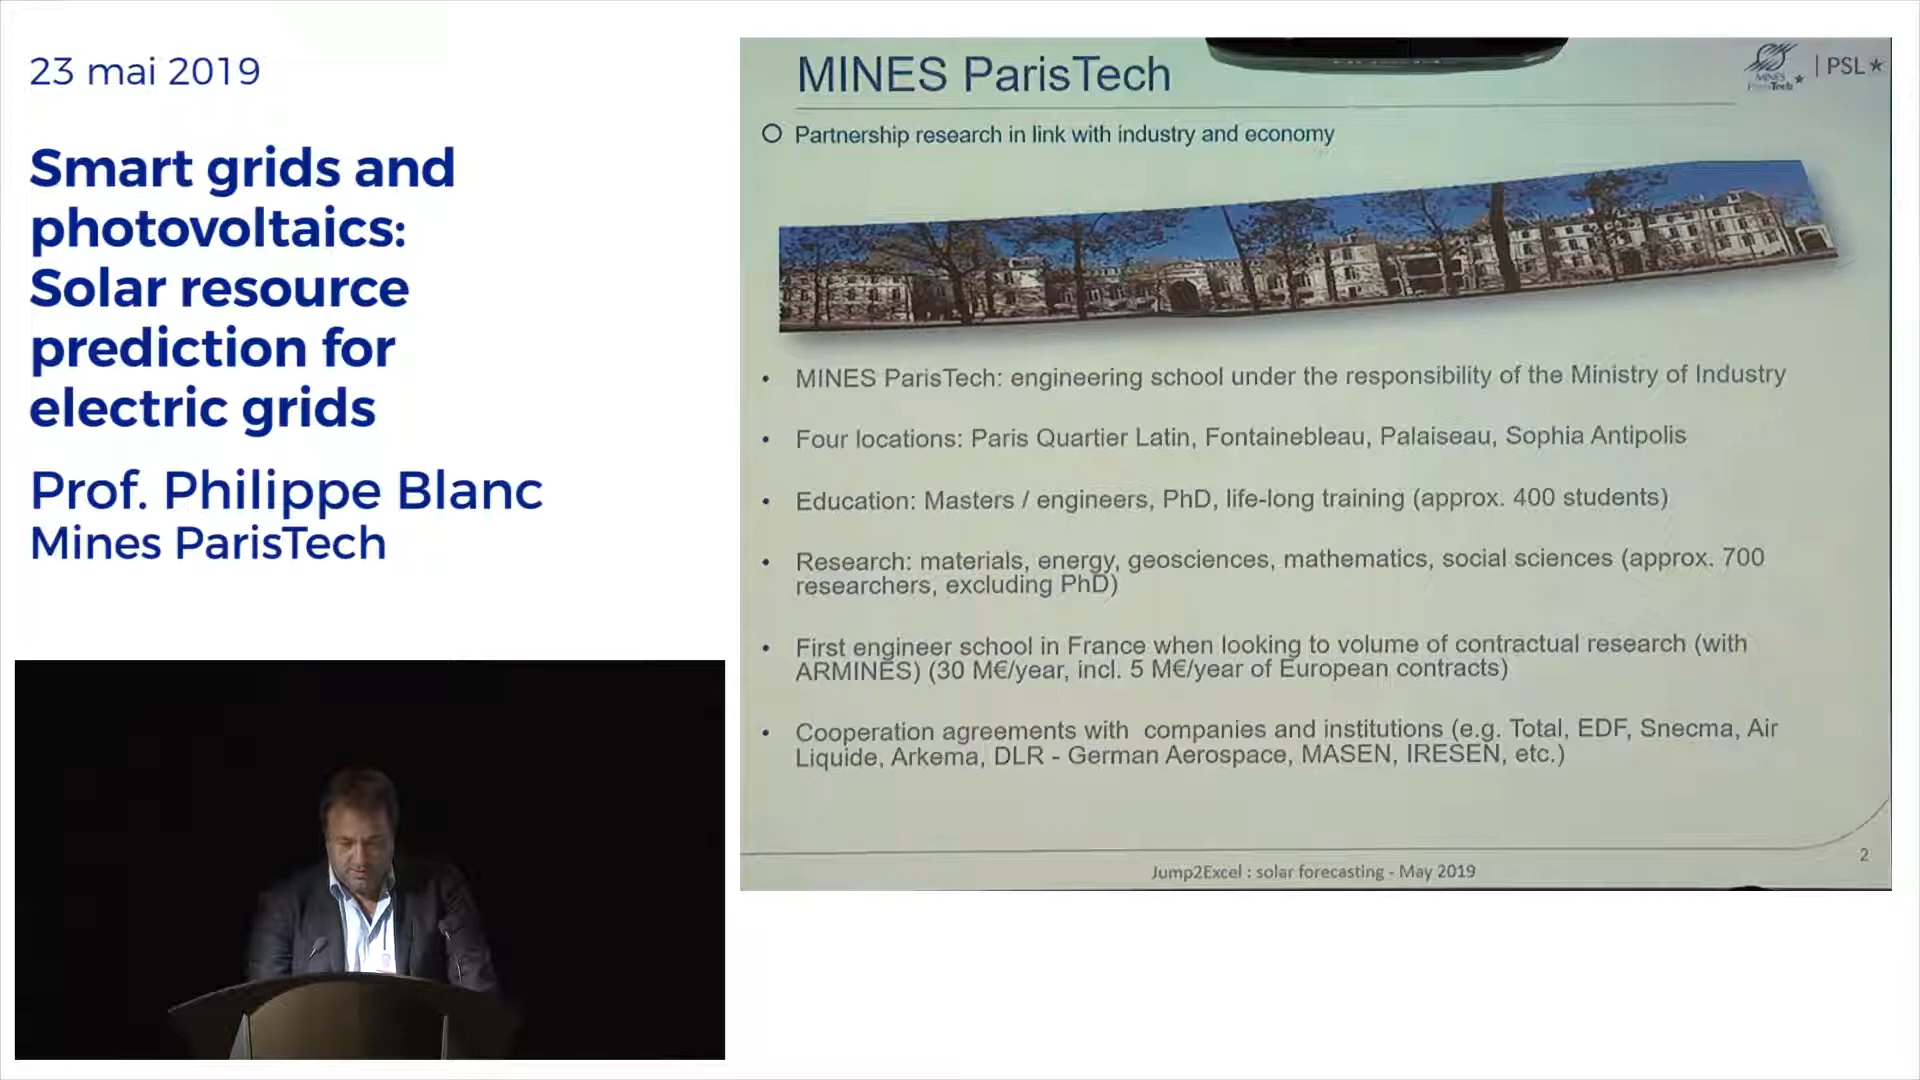 23 mai 2019
Smart grids and
photovoltaics:
Solar resource
prediction for
electric grids
Prof. Philippe Blanc
Mines ParisTech
MINES ParisTech
MINES
ParisTech
| PSL★
Partnership research in link with industry and economy
• MINES ParisTech: engineering school under the responsibility of the Ministry of Industry
• Four locations: Paris Quartier Latin, Fontainebleau, Palaiseau, Sophia Antipolis
• Education: Masters / engineers, PhD, life-long training (approx. 400 students)
• Research: materials, energy, geosciences, mathematics, social sciences (approx. 700
researchers, excluding PhD)
• First engineer school in France when looking to volume of contractual research (with
ARMINES) (30 M€/year, incl. 5 M€/year of European contracts)
• Cooperation agreements with companies and institutions (e.g. Total, EDF, Snecma, Air
Liquide, Arkema, DLR - German Aerospace, MASEN, IRESEN, etc.)
2
Jump2Excel : solar forecasting - May 2019